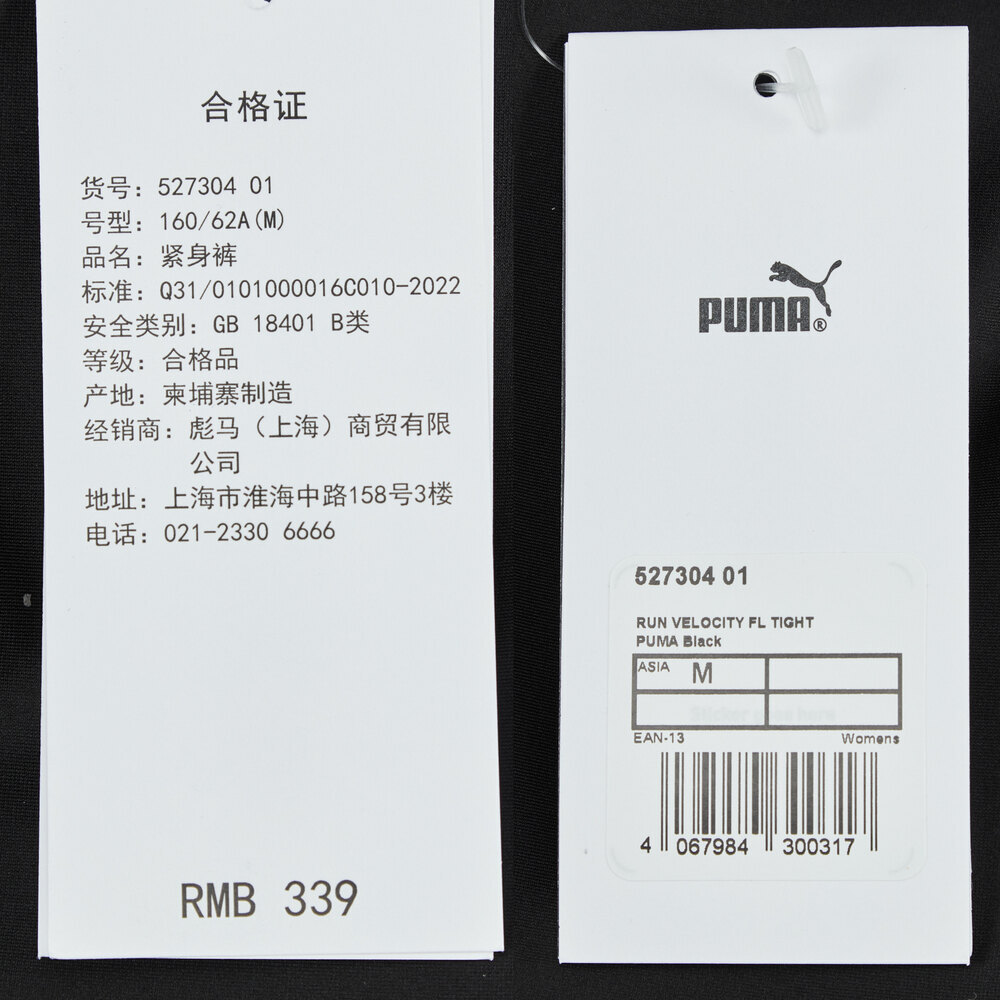 合格证
货号: 527304 01
号型: 160/62A(M)
品名: 紧身裤
标准: Q31/0101000016C010-2022
安全类别: GB 18401 B类
等级: 合格品
产地: 柬埔寨制造
经销商: 彪马（上海）商贸有限
公司
地址: 上海市淮海中路158号3楼
电话: 021-2330 6666
RMB 339
PUMA®
527304 01
RUN VELOCITY FL TIGHT
PUMA Black
ASIA M
EAN-13 Womens
4 067984 300317